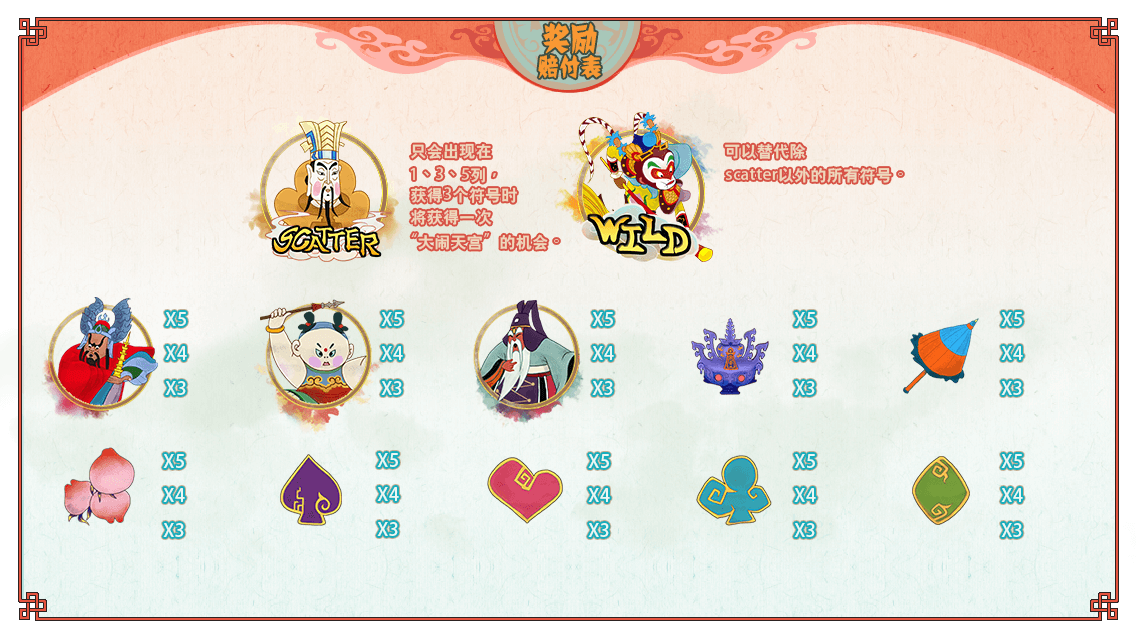 奖励
赔付表
只会出现在
1、3、5列，
获得3个符号时
将获得一次
“大闹天宫”的机会。
SCATTER
可以替代除
scatter以外的所有符号。
WILD
X5
X4
X3
X5
X4
X3
X5
X4
X3
X5
X4
X3
X5
X4
X3
X5
X4
X3
X5
X4
X3
X5
X4
X3
X5
X4
X3
X5
X4
X3